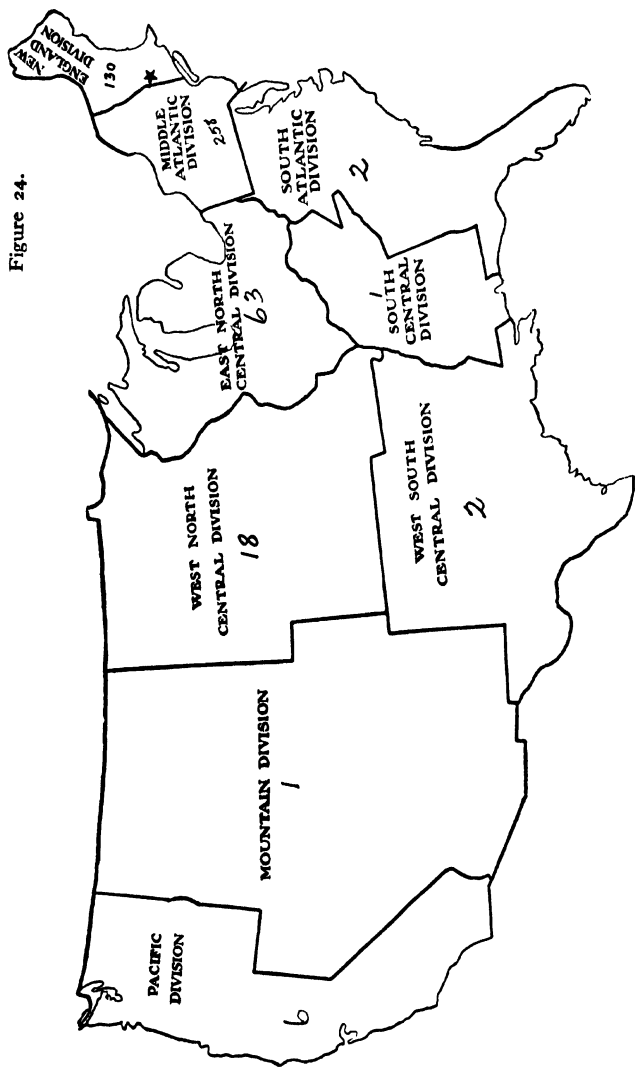 Figure 24.
PACIFIC
DIVISION
6
MOUNTAIN DIVISION
1
WEST NORTH
CENTRAL DIVISION
18
WEST SOUTH
CENTRAL DIVISION
2
EAST NORTH
CENTRAL DIVISION
63
1
SOUTH
CENTRAL
DIVISION
SOUTH
ATLANTIC
DIVISION
2
MIDDLE
ATLANTIC
DIVISION
258
NEW
ENGLAND
DIVISION
130